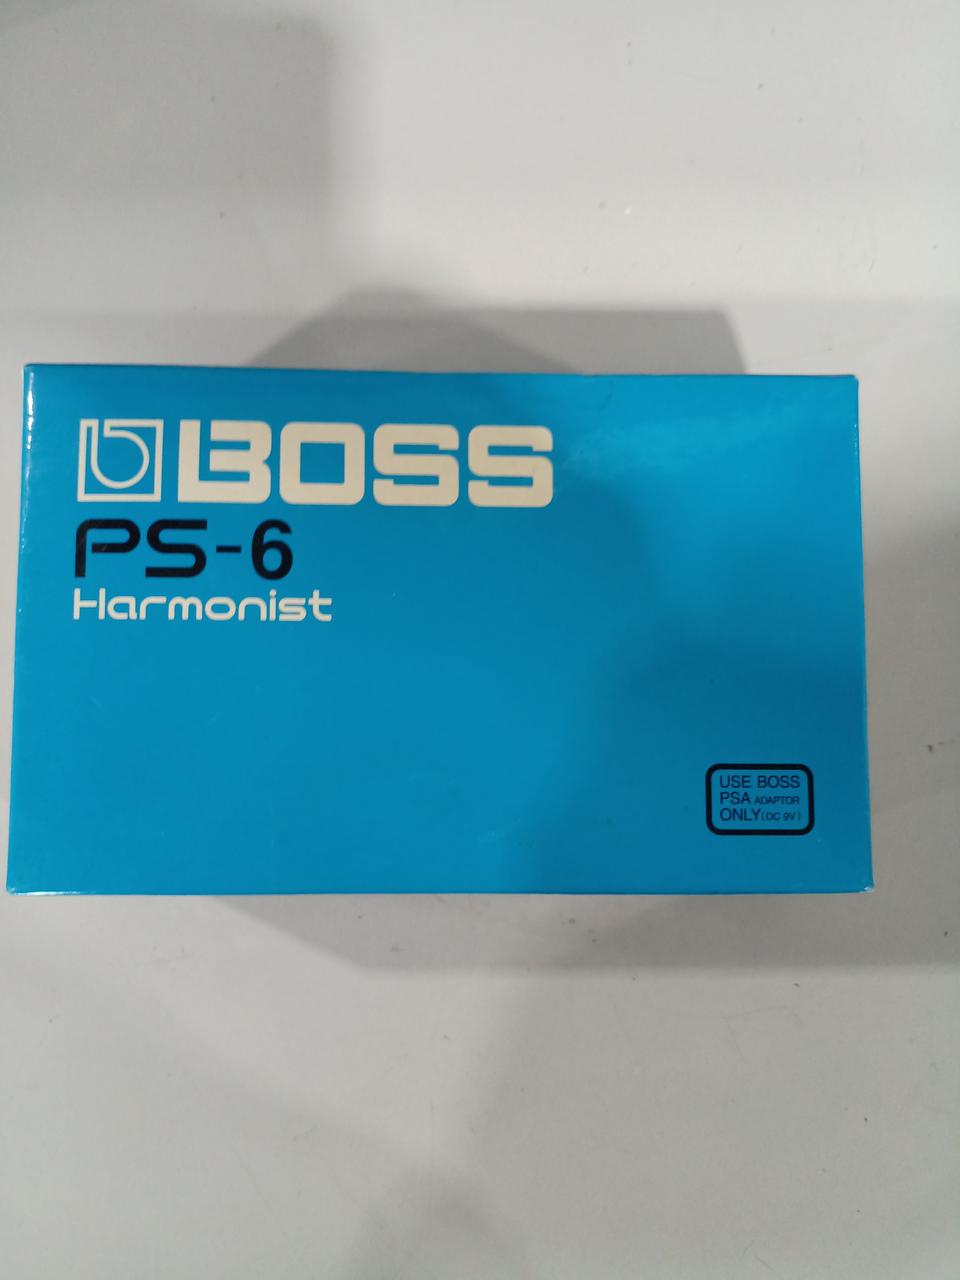 BOSS
PS-6
Harmonist
USE BOSS
PSA ADAPTOR
ONLY(DC 9V)